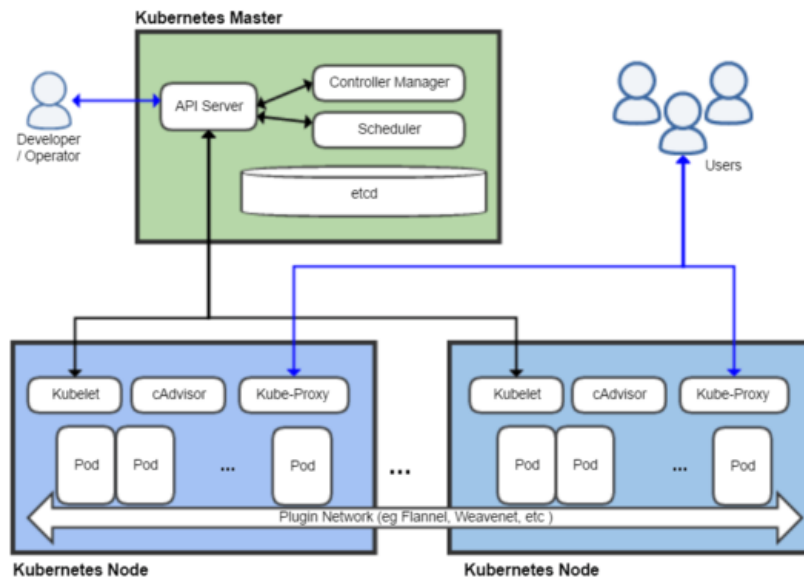 Kubernetes Master
API Server
Controller Manager
Scheduler
etcd
Developer
/ Operator
Users
Kubelet
cAdvisor
Kube-Proxy
Pod
Pod
...
Pod
...
Kubelet
cAdvisor
Kube-Proxy
Pod
Pod
...
Pod
Plugin Network (eg Flannel, Weavenet, etc )
Kubernetes Node
Kubernetes Node